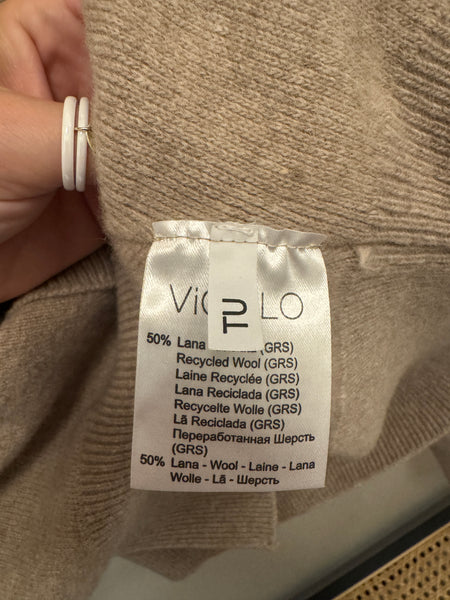 ViC LO
TU
50% Lana (GRS)
Recycled Wool (GRS)
Laine Recyclée (GRS)
Lana Reciclada (GRS)
Recycelte Wolle (GRS)
Lã Reciclada (GRS)
Переработанная Шерсть
(GRS)
50% Lana - Wool - Laine - Lana
Wolle - Lã - Шерсть